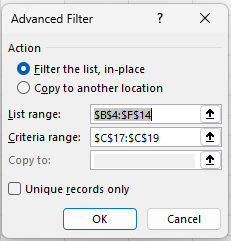 Advanced Filter
Action
Filter the list, in-place
Copy to another location
List range: $B$4:$F$14
Criteria range: $C$17:$C$19
Copy to:
Unique records only
OK Cancel